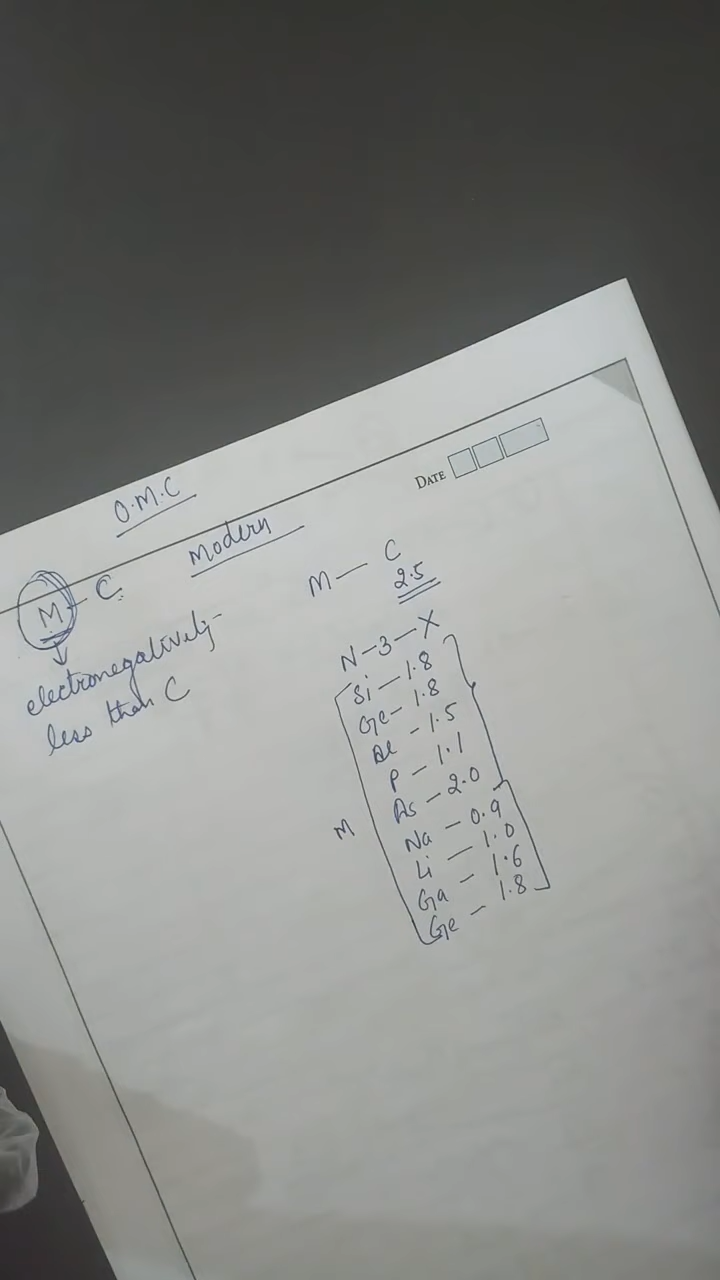 O.M.C
DATE
Modern
M — C
electronegativity
less than C
M — C
2.5
N — 3 — X
Si — 1.8
Ge — 1.8
Al — 1.5
P — 1.1
As — 2.0
Na — 0.9
Li — 1.0
Ga — 1.6
Ge — 1.8
M